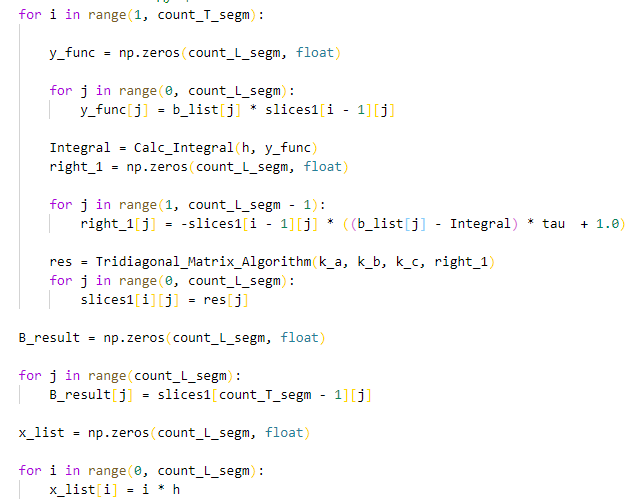 for i in range(1, count_T_segm):
y_func = np.zeros(count_L_segm, float)
for j in range(0, count_L_segm):
y_func[j] = b_list[j] * slices1[i - 1][j]
Integral = Calc_Integral(h, y_func)
right_1 = np.zeros(count_L_segm, float)
for j in range(1, count_L_segm - 1):
right_1[j] = -slices1[i - 1][j] * ((b_list[j] - Integral) * tau  + 1.0)
res = Tridiagonal_Matrix_Algorithm(k_a, k_b, k_c, right_1)
for j in range(0, count_L_segm):
slices1[i][j] = res[j]
B_result = np.zeros(count_L_segm, float)
for j in range(count_L_segm):
B_result[j] = slices1[count_T_segm - 1][j]
x_list = np.zeros(count_L_segm, float)
for i in range(0, count_L_segm):
x_list[i] = i * h